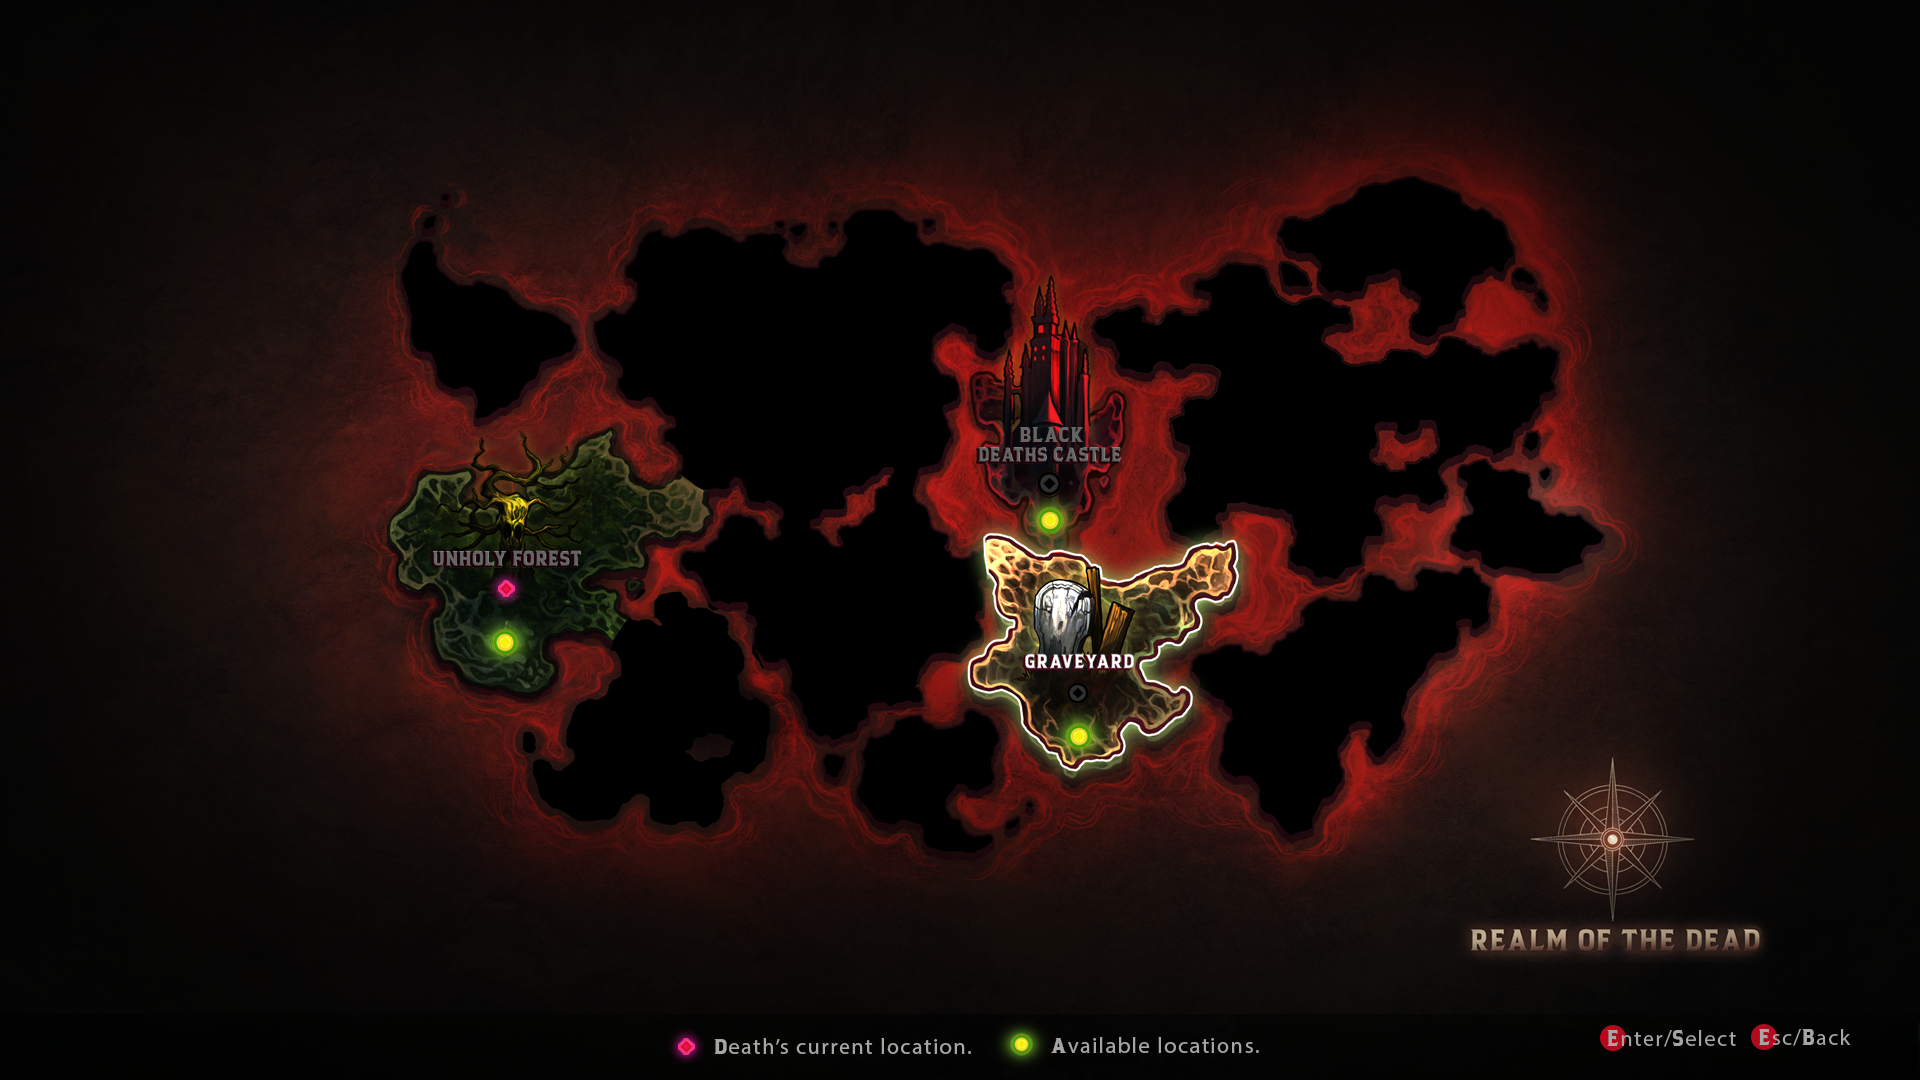 BLACK
DEATHS CASTLE
UNHOLY FOREST
GRAVEYARD
REALM OF THE DEAD
Death's current location.
Available locations.
Enter/Select
Esc/Back